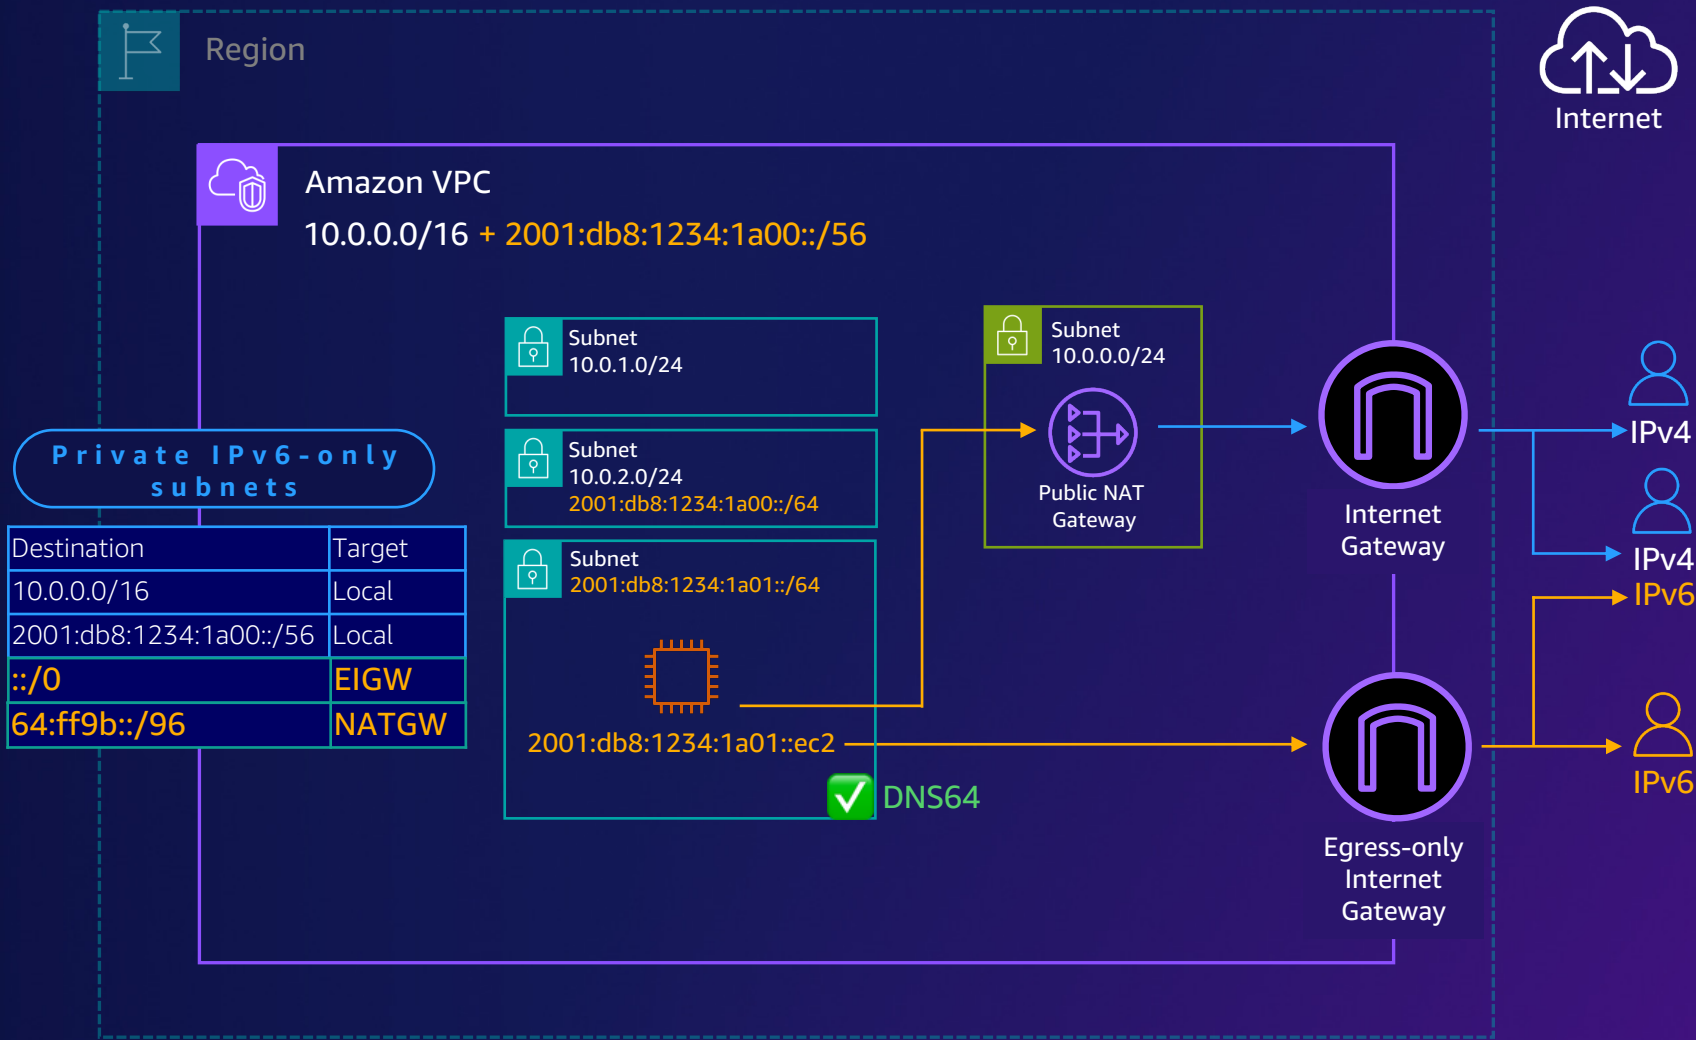 Region
Internet
Amazon VPC
10.0.0.0/16 + 2001:db8:1234:1a00::/56
Subnet
10.0.1.0/24
Subnet
10.0.2.0/24
2001:db8:1234:1a00::/64
Subnet
2001:db8:1234:1a01::/64
2001:db8:1234:1a01::ec2
DNS64
Subnet
10.0.0.0/24
Public NAT
Gateway
Internet
Gateway
Egress-only
Internet
Gateway
IPv4
IPv4
IPv6
IPv6
Private IPv6-only
subnets
Destination Target
10.0.0.0/16 Local
2001:db8:1234:1a00::/56 Local
::/0 EIGW
64:ff9b::/96 NATGW